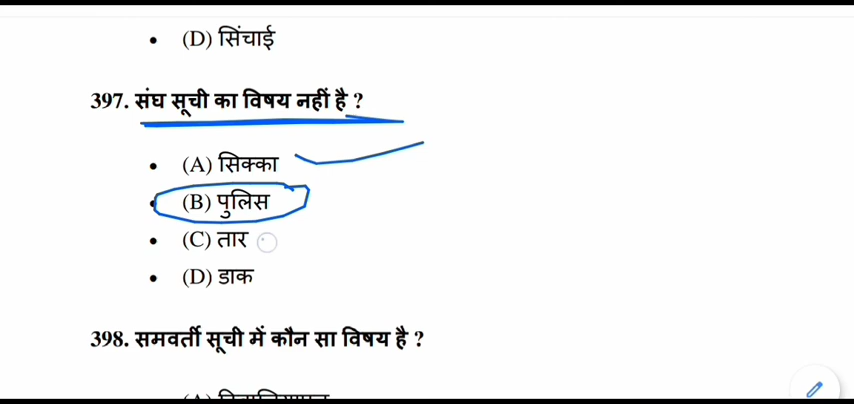 (D) सिंचाई
397. संघ सूची का विषय नहीं है ?
(A) सिक्का
(B) पुलिस
(C) तार
(D) डाक
398. समवर्ती सूची में कौन सा विषय है ?